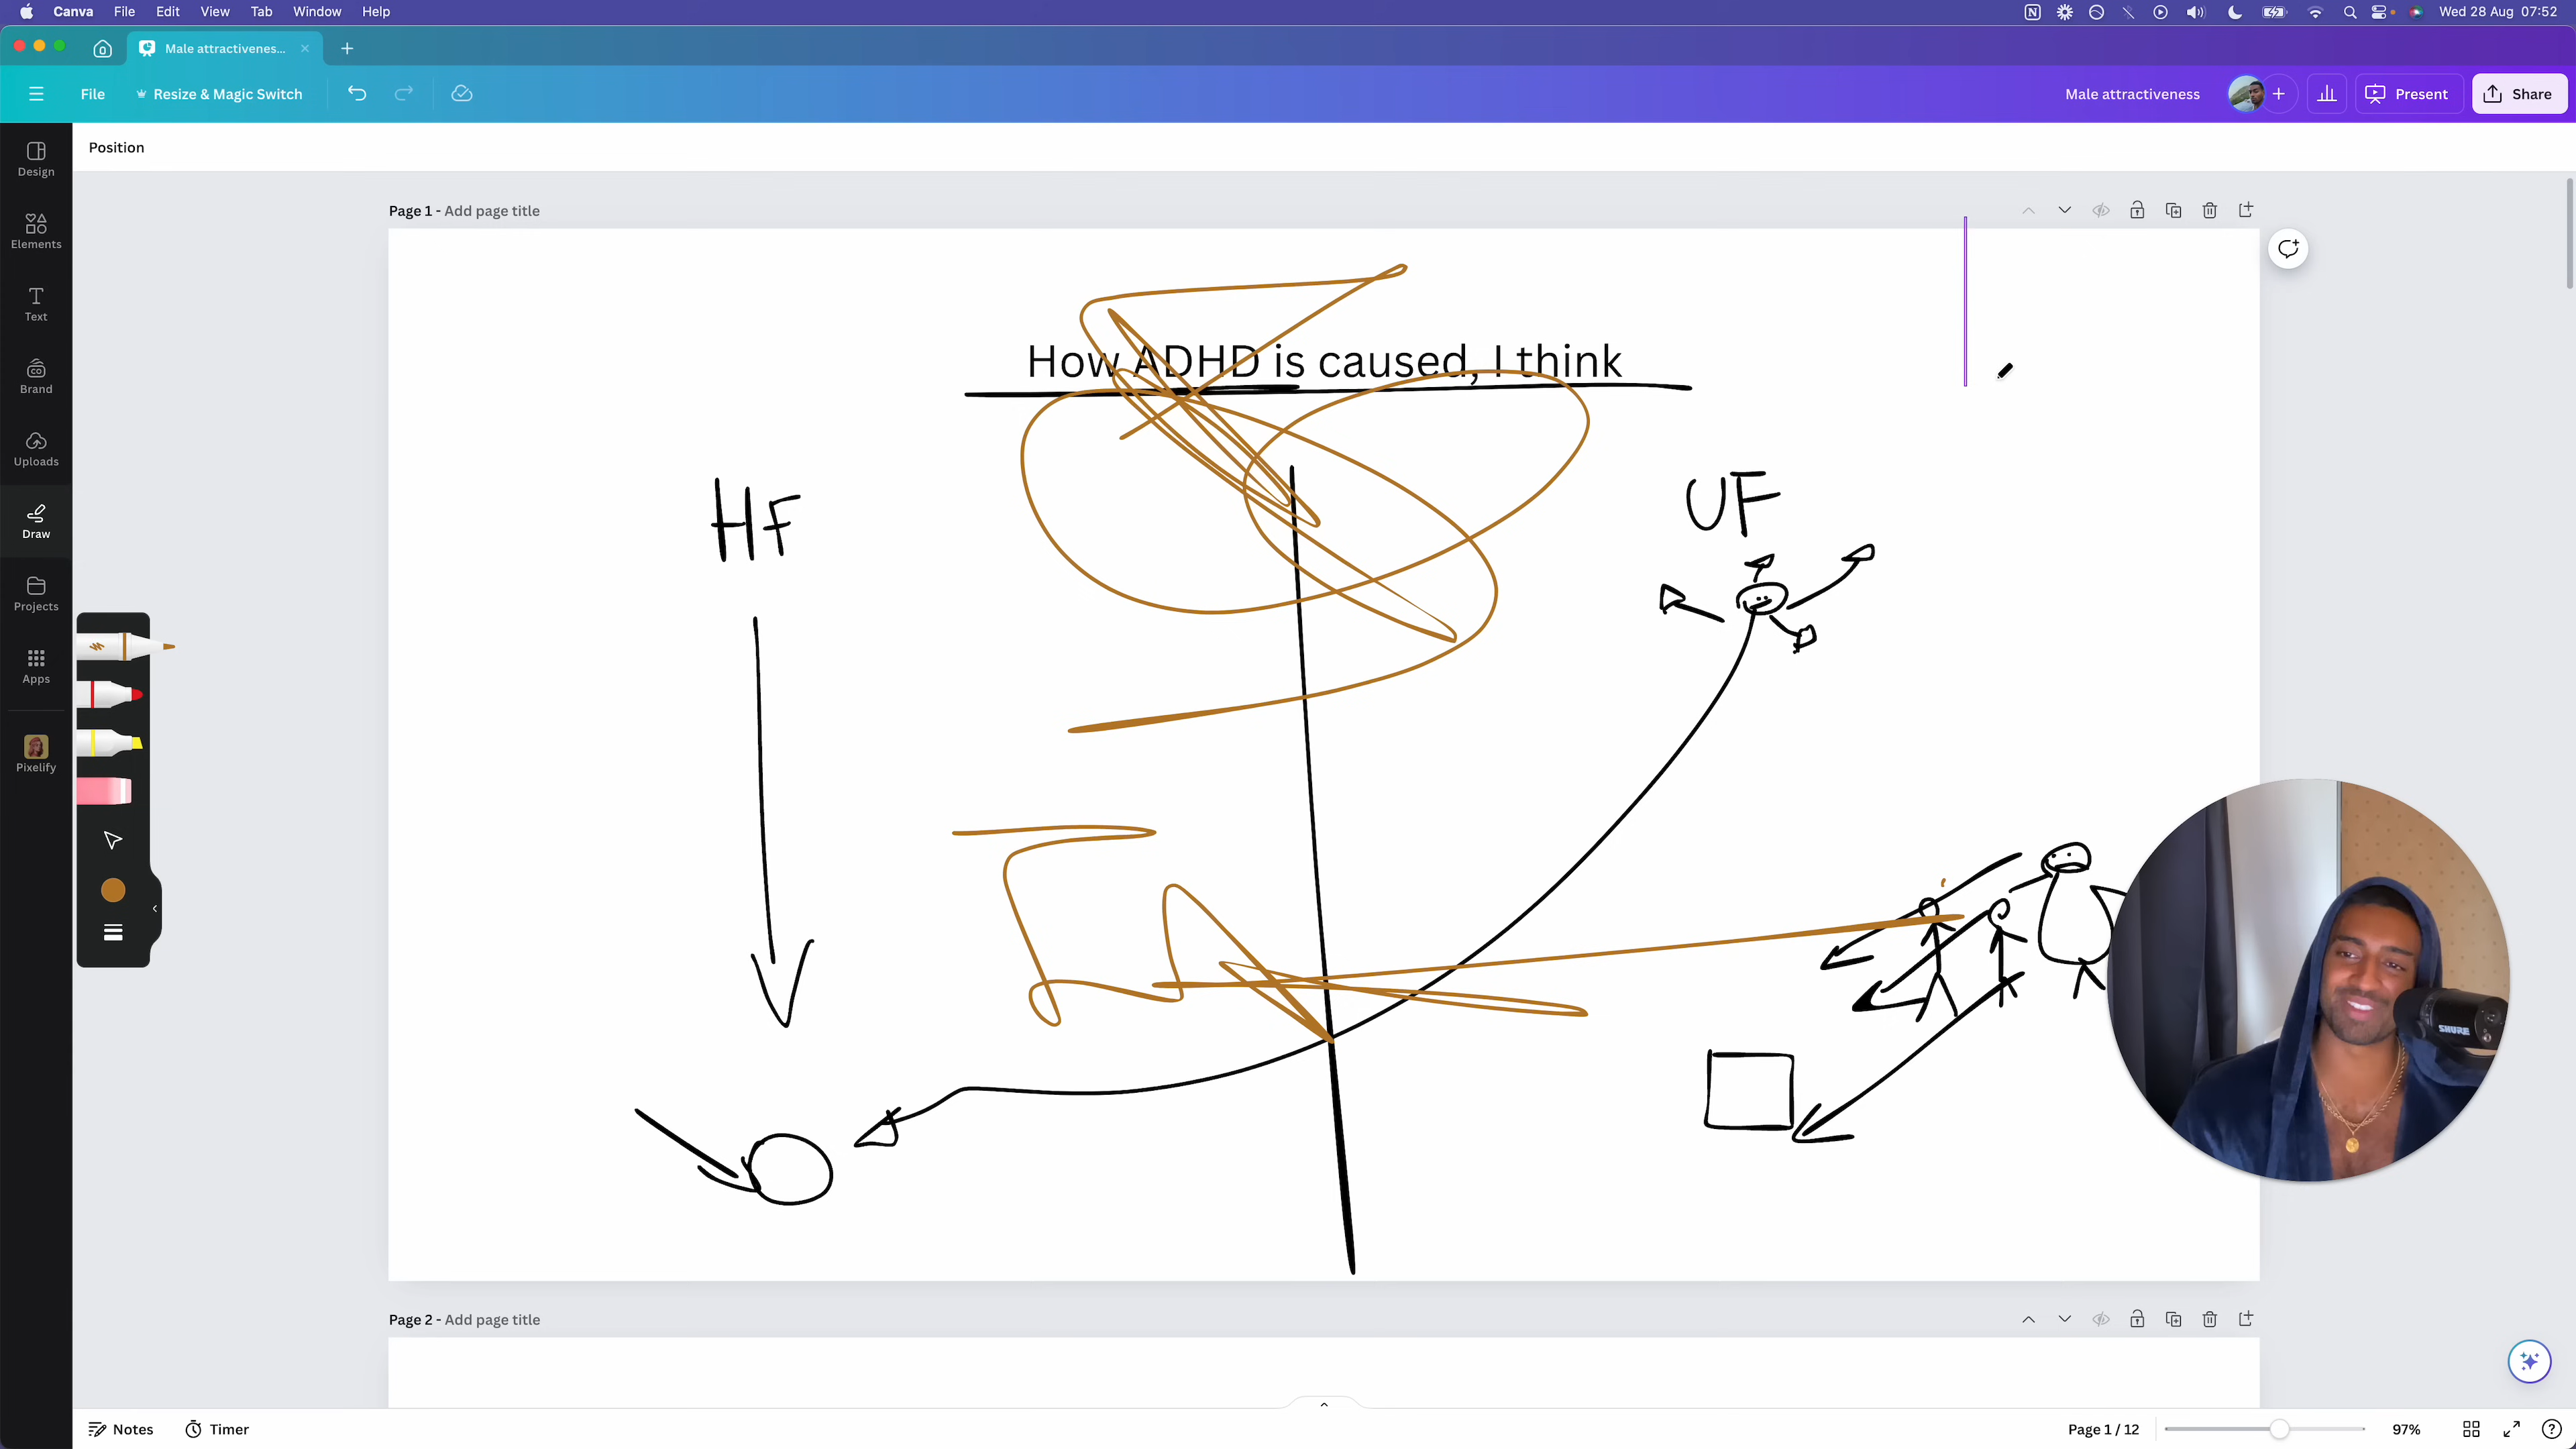 Canva File Edit View Tab Window Help
Wed 28 Aug 07:52
Male attractivenes...
File Resize & Magic Switch
Male attractiveness
Present
Share
Position
Design
Elements
Text
Brand
Uploads
Draw
Projects
Apps
Pixelify
Page 1 - Add page title
How ADHD is caused, I think
HF
UF
SHURE
Page 2 - Add page title
Notes
Timer
Page 1 / 12
97%